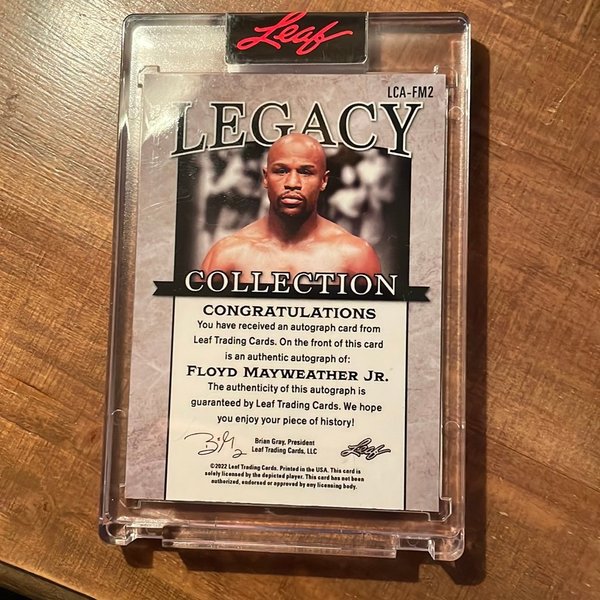 Leaf
LCA-FM2
LEGACY
COLLECTION
CONGRATULATIONS
You have received an autograph card from
Leaf Trading Cards. On the front of this card
is an authentic autograph of:
FLOYD MAYWEATHER JR.
The authenticity of this autograph is
guaranteed by Leaf Trading Cards. We hope
you enjoy your piece of history!
Brian Gray, President
Leaf Trading Cards, LLC
Leaf
©2022 Leaf Trading Cards. Printed in the USA. This card is
solely licensed by the depicted player. This card has not been
authorized, endorsed or approved by any licensing body.